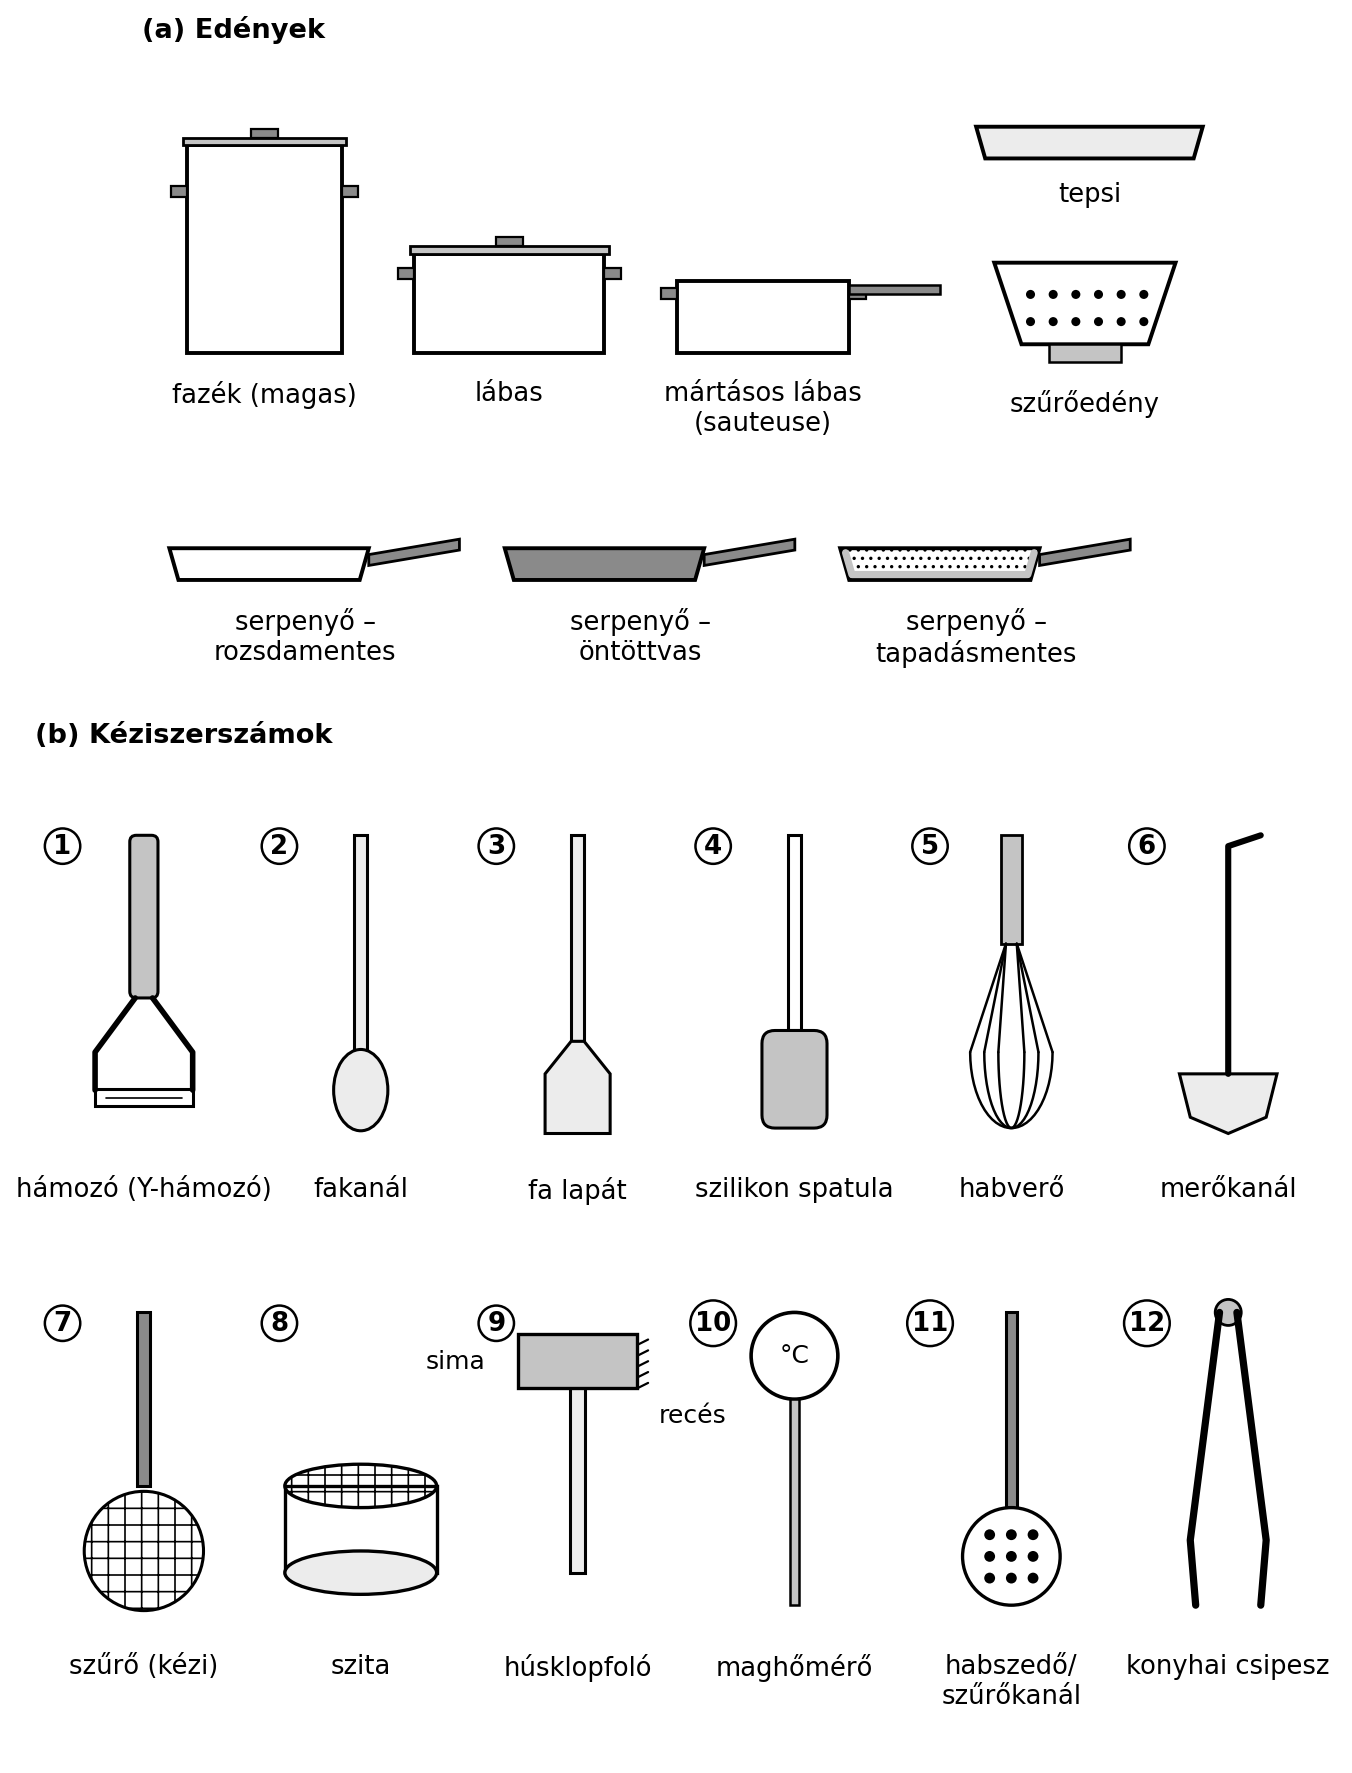 (a) Edények
tepsi
fazék (magas)
lábas
mártásos lábas
(sauteuse)
szűrőedény
serpenyő –
rozsdamentes
serpenyő –
öntöttvas
serpenyő –
tapadásmentes
(b) Kéziszerszámok
1
2
3
4
5
6
hámozó (Y-hámozó)
fakanál
fa lapát
szilikon spatula
habverő
merőkanál
7
8
9
10
11
12
sima
°C
recés
szűrő (kézi)
szita
húsklopfoló
maghőmérő
habszedő/
szűrőkanál
konyhai csipesz